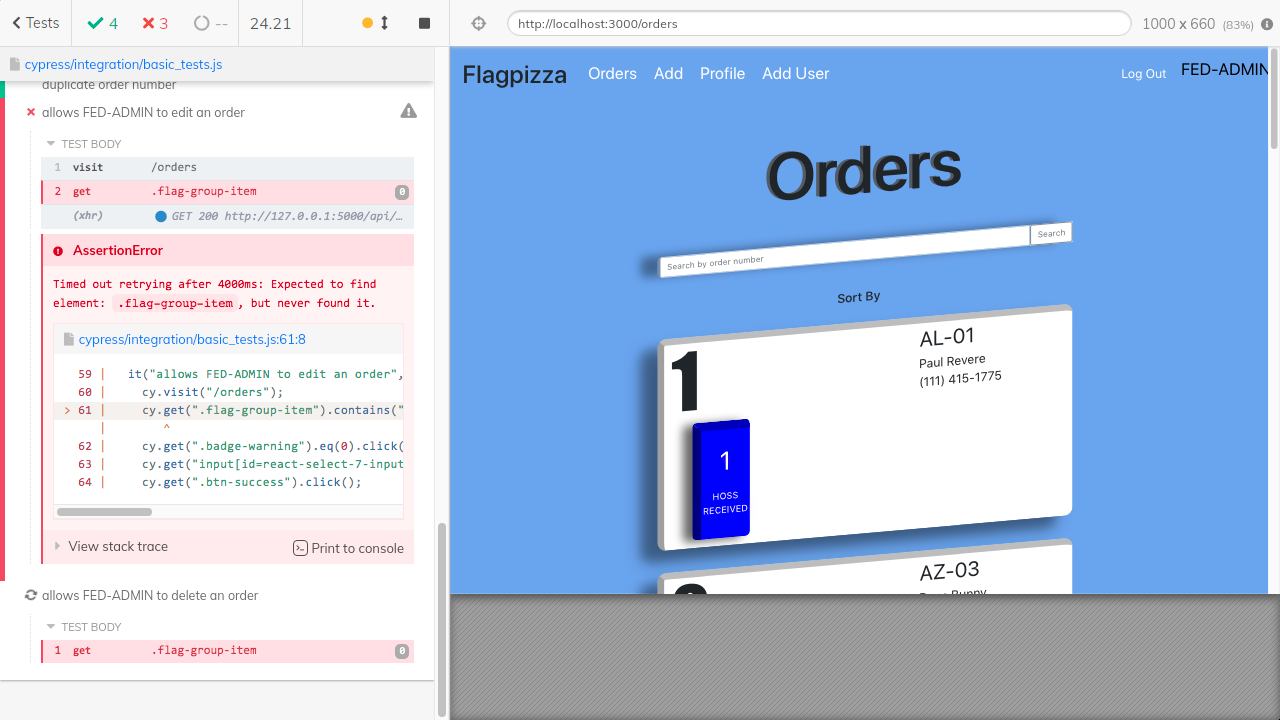 Tests
4
3
--
24.21
http://localhost:3000/orders
1000 x 660 (83%)
cypress/integration/basic_tests.js
duplicate order number
allows FED-ADMIN to edit an order
TEST BODY
1 visit /orders
2 get .flag-group-item 0
(xhr) GET 200 http://127.0.0.1:5000/api/…
AssertionError
Timed out retrying after 4000ms: Expected to find
element: .flag-group-item, but never found it.
cypress/integration/basic_tests.js:61:8
59 | it("allows FED-ADMIN to edit an order",
60 | cy.visit("/orders");
> 61 | cy.get(".flag-group-item").contains("
| ^
62 | cy.get(".badge-warning").eq(0).click(
63 | cy.get("input[id=react-select-7-input
64 | cy.get(".btn-success").click();
View stack trace
Print to console
allows FED-ADMIN to delete an order
TEST BODY
1 get .flag-group-item 0
Flagpizza Orders Add Profile Add User Log Out FED-ADMIN
Orders
Search by order number
Search
Sort By
1
AL-01
Paul Revere
(111) 415-1775
1
HOSS
RECEIVED
AZ-03